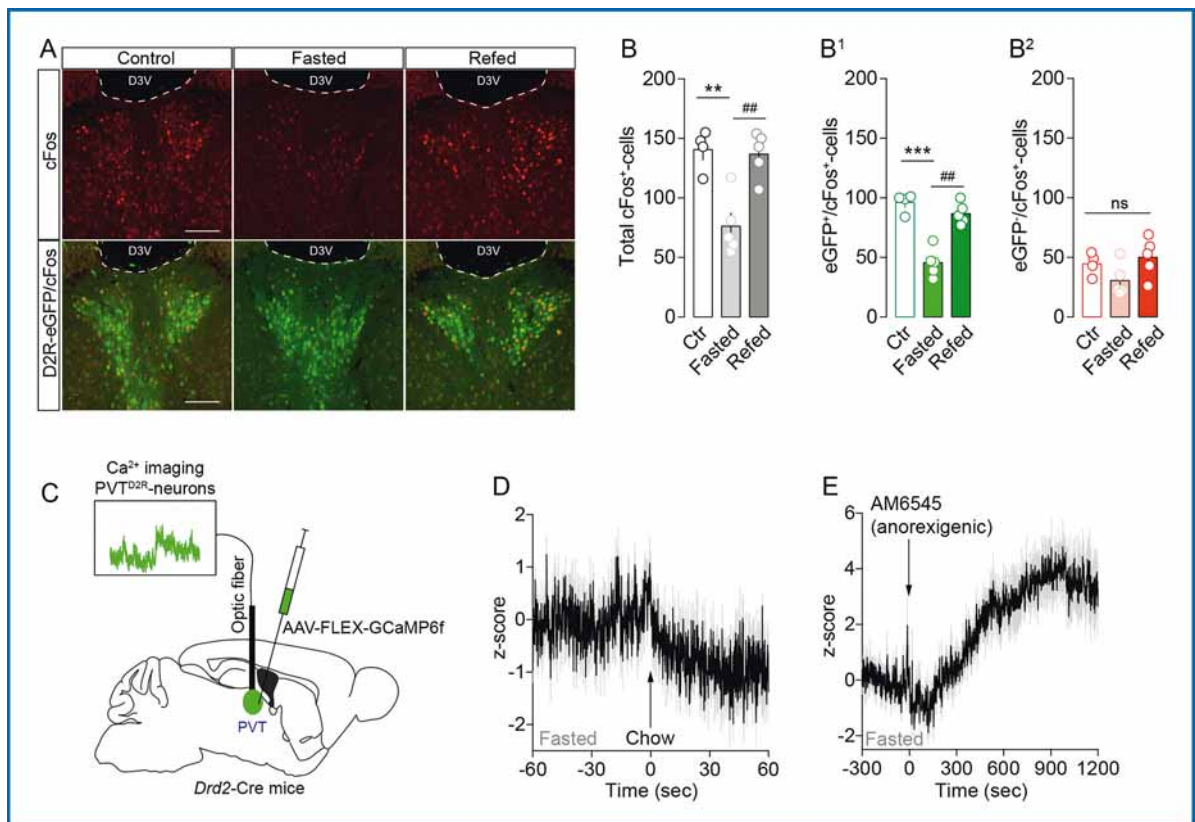 A
Control Fasted Refed
cFos
D3V D3V D3V
D2R-eGFP/cFos
D3V D3V D3V
B
Total cFos⁺-cells
200
150
100
50
0
**
##
Ctr Fasted Refed
B¹
eGFP⁺/cFos⁺-cells
200
150
100
50
0
***
##
Ctr Fasted Refed
B²
eGFP⁻/cFos⁺-cells
200
150
100
50
0
ns
Ctr Fasted Refed
C
Ca²⁺ imaging
PVTᴰ²ᴿ-neurons
Optic fiber
AAV-FLEX-GCaMP6f
PVT
Drd2-Cre mice
D
z-score
2
1
0
-1
-2
Fasted
Chow
-60 -30 0 30 60
Time (sec)
E
AM6545
(anorexigenic)
z-score
6
4
2
0
-2
Fasted
-300 0 300 600 900 1200
Time (sec)